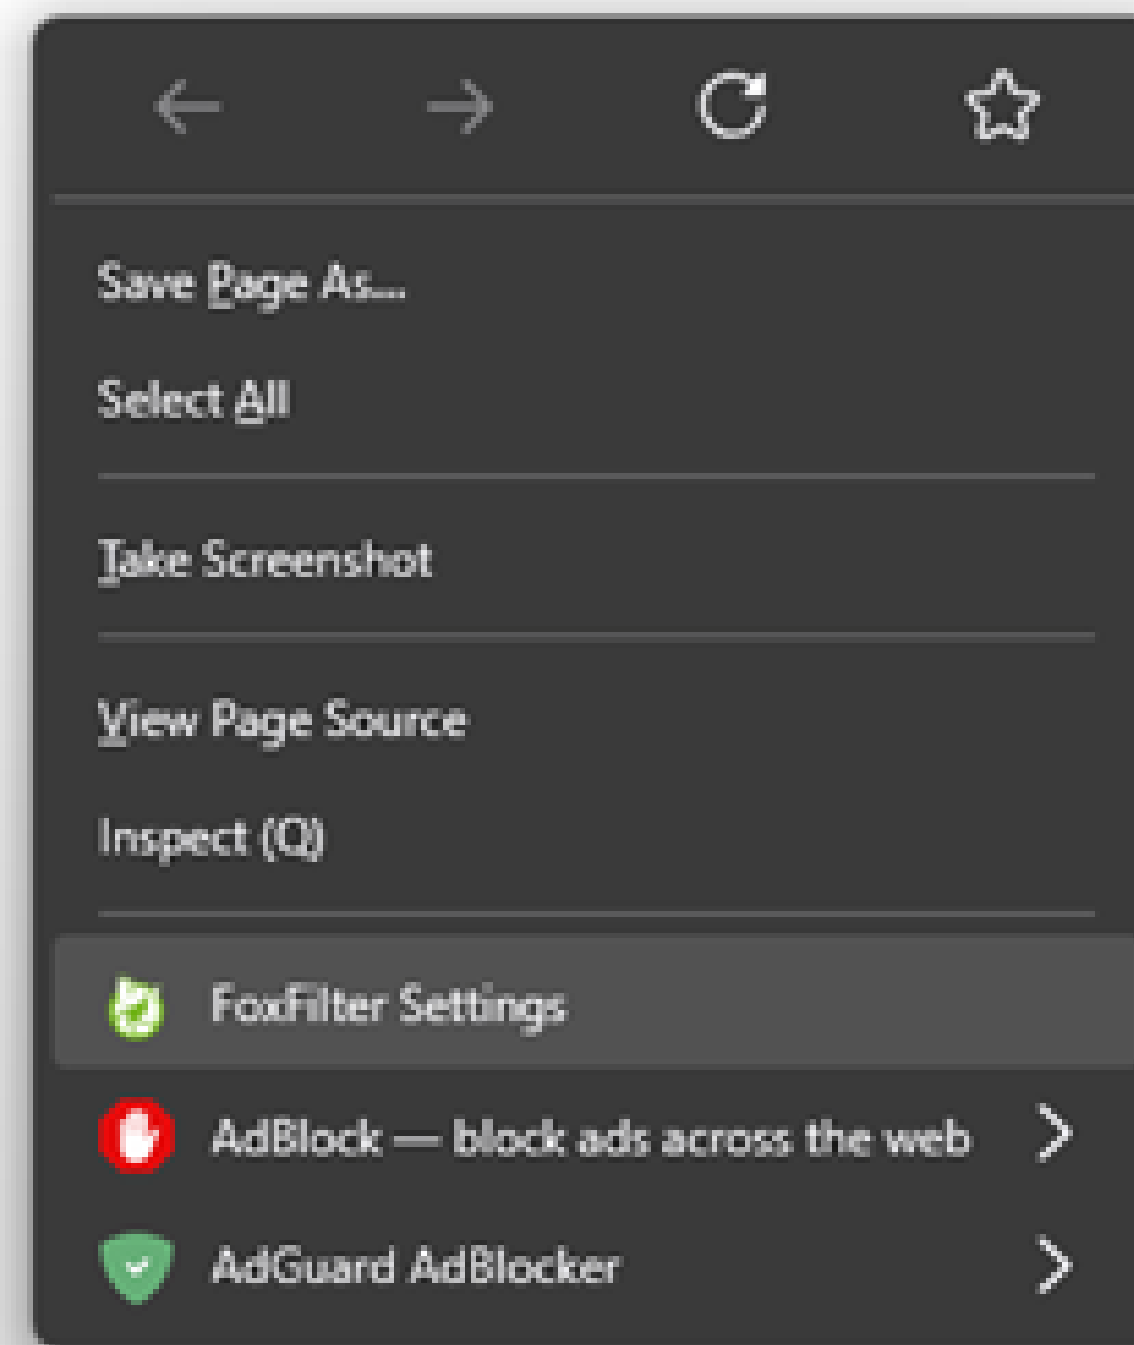 Save Page As...
Select All
Take Screenshot
View Page Source
Inspect (Q)
FoxFilter Settings
AdBlock — block ads across the web
AdGuard AdBlocker